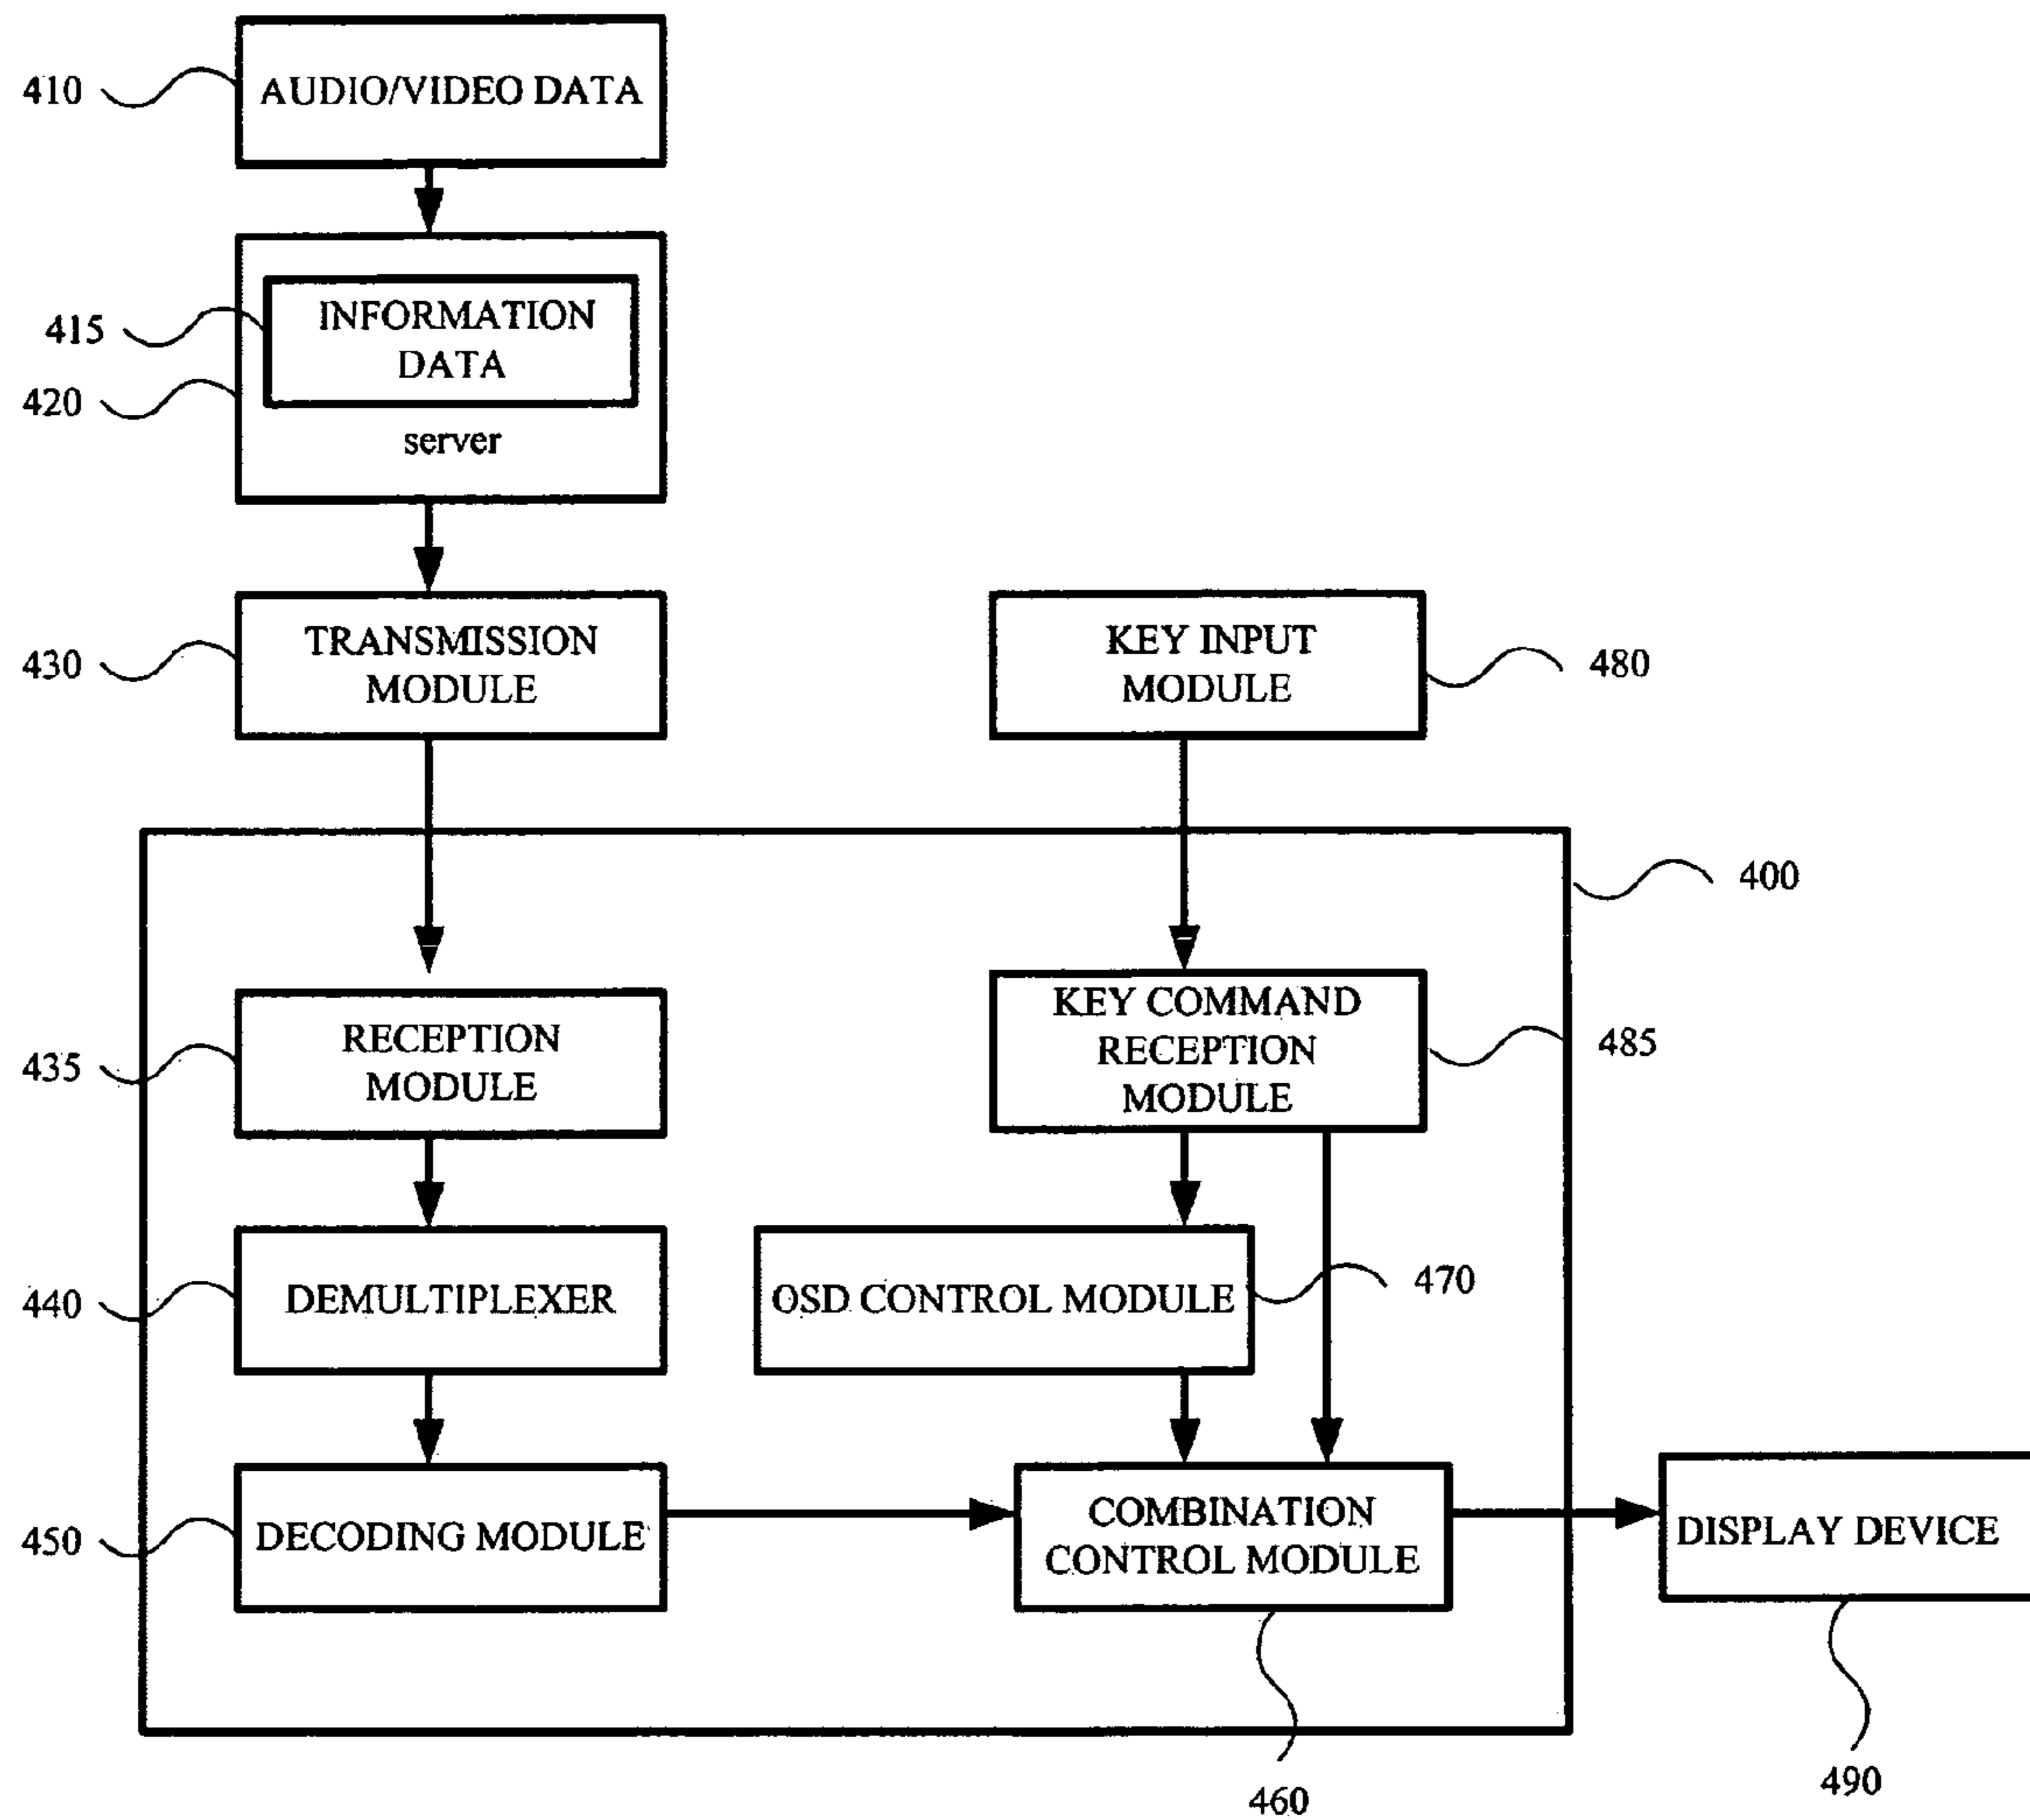 410
AUDIO/VIDEO DATA
415
INFORMATION
DATA
420
server
430
TRANSMISSION
MODULE
KEY INPUT
MODULE
480
400
435
RECEPTION
MODULE
KEY COMMAND
RECEPTION
MODULE
485
440
DEMULTIPLEXER
OSD CONTROL MODULE
470
450
DECODING MODULE
COMBINATION
CONTROL MODULE
DISPLAY DEVICE
460
490